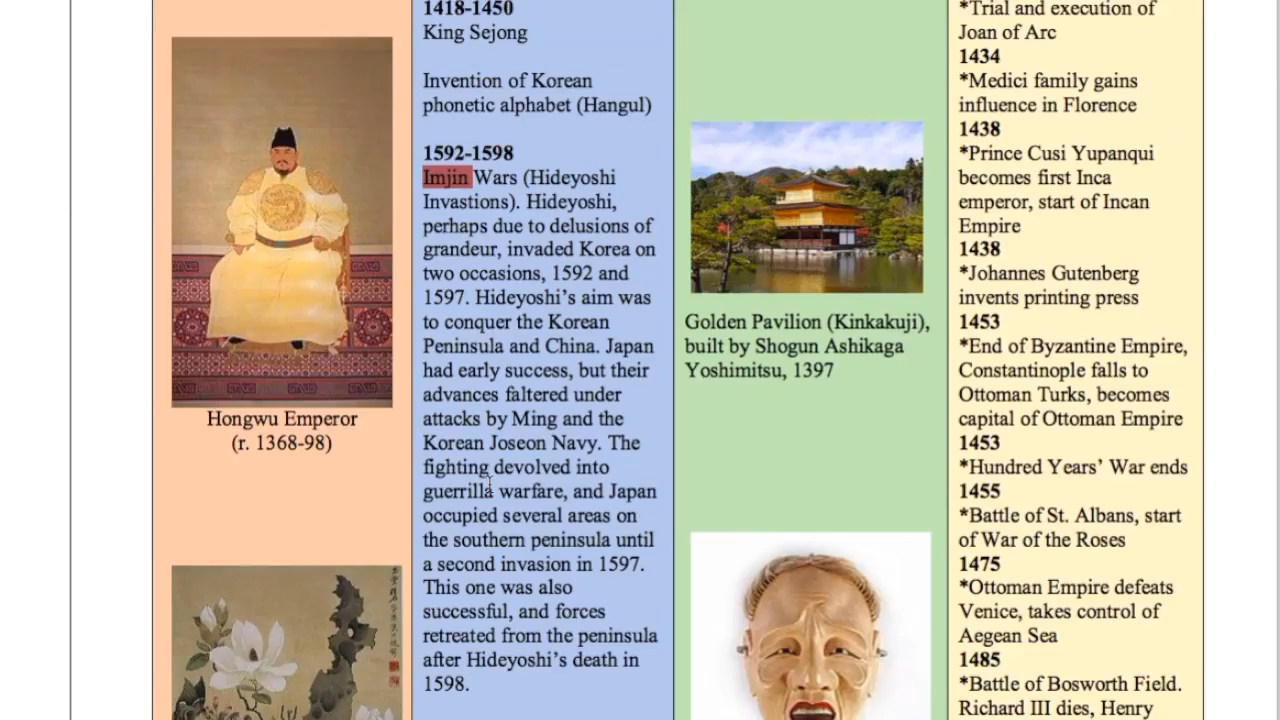 Hongwu Emperor
(r. 1368-98)
1418-1450
King Sejong
Invention of Korean
phonetic alphabet (Hangul)
1592-1598
Imjin Wars (Hideyoshi
Invastions). Hideyoshi,
perhaps due to delusions of
grandeur, invaded Korea on
two occasions, 1592 and
1597. Hideyoshi’s aim was
to conquer the Korean
Peninsula and China. Japan
had early success, but their
advances faltered under
attacks by Ming and the
Korean Joseon Navy. The
fighting devolved into
guerrilla warfare, and Japan
occupied several areas on
the southern peninsula until
a second invasion in 1597.
This one was also
successful, and forces
retreated from the peninsula
after Hideyoshi’s death in
1598.
Golden Pavilion (Kinkakuji),
built by Shogun Ashikaga
Yoshimitsu, 1397
*Trial and execution of
Joan of Arc
1434
*Medici family gains
influence in Florence
1438
*Prince Cusi Yupanqui
becomes first Inca
emperor, start of Incan
Empire
1438
*Johannes Gutenberg
invents printing press
1453
*End of Byzantine Empire,
Constantinople falls to
Ottoman Turks, becomes
capital of Ottoman Empire
1453
*Hundred Years’ War ends
1455
*Battle of St. Albans, start
of War of the Roses
1475
*Ottoman Empire defeats
Venice, takes control of
Aegean Sea
1485
*Battle of Bosworth Field.
Richard III dies, Henry